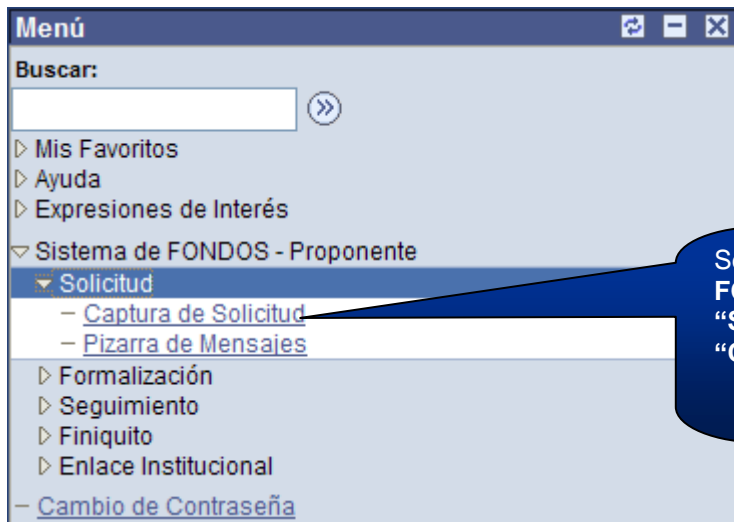 Menú
Buscar:
Mis Favoritos
Ayuda
Expresiones de Interés
Sistema de FONDOS - Proponente
Solicitud
Captura de Solicitud
Pizarra de Mensajes
Formalización
Seguimiento
Finiquito
Enlace Institucional
Cambio de Contraseña